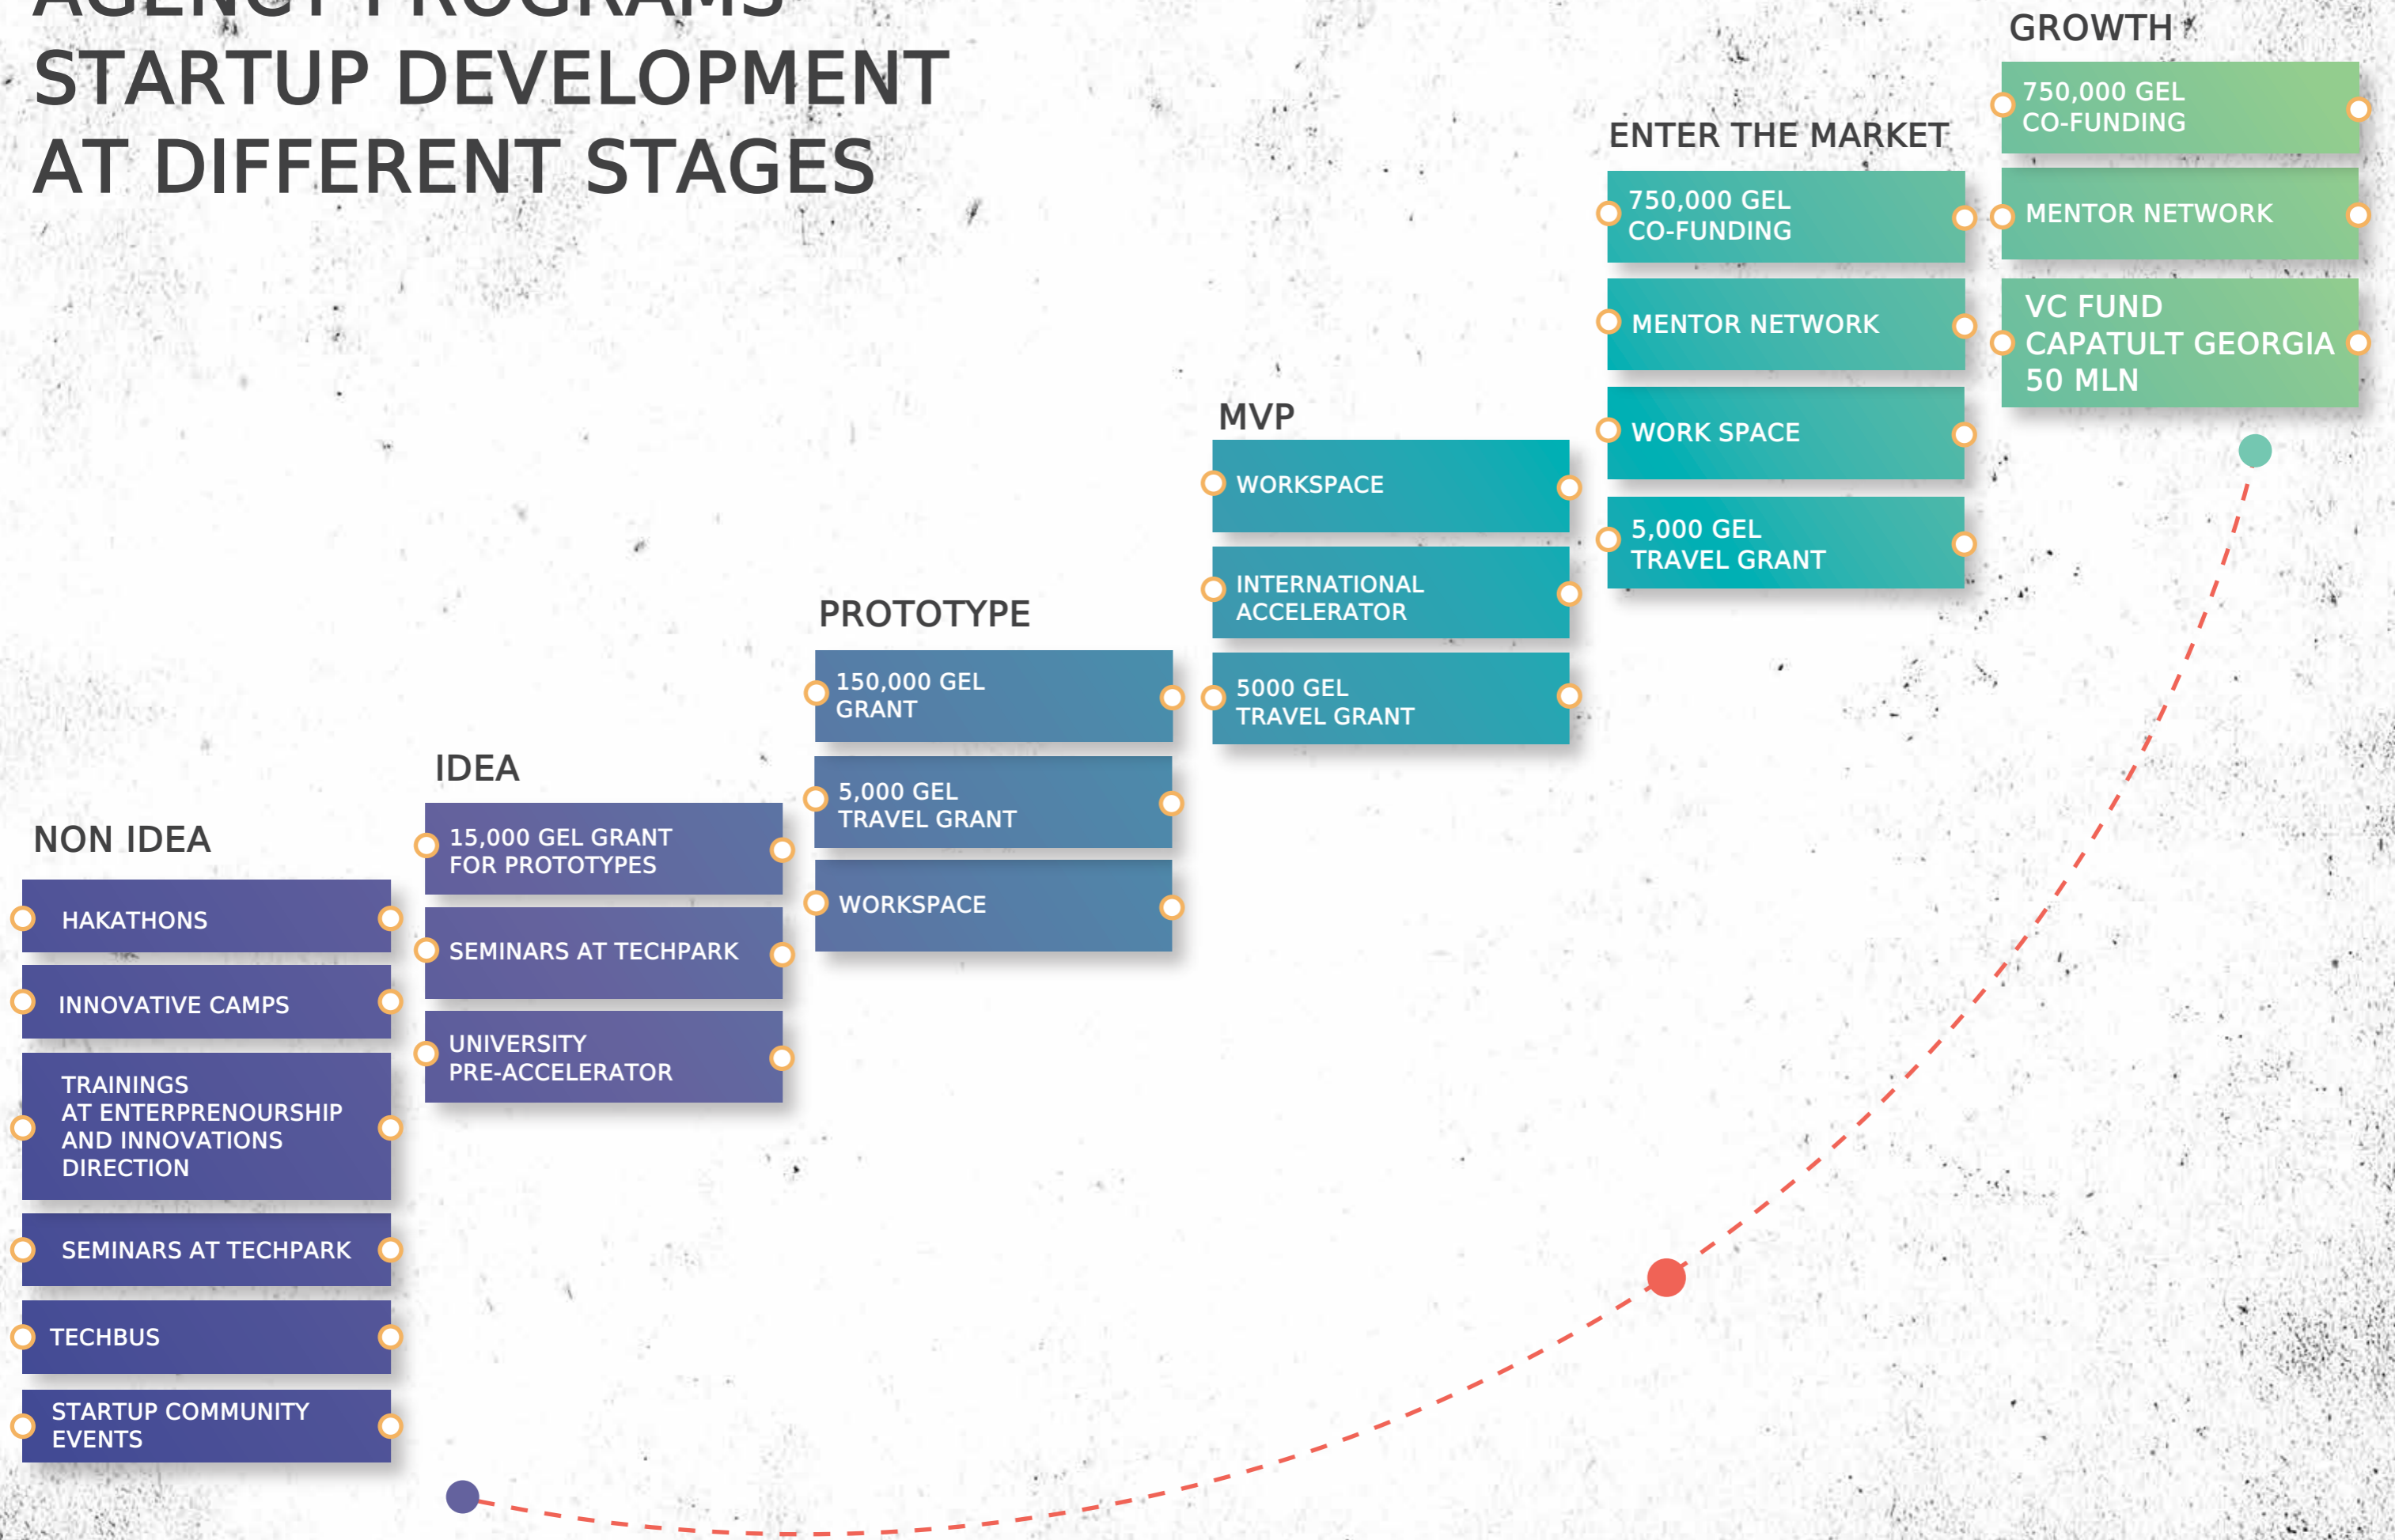 AGENCY PROGRAMS
STARTUP DEVELOPMENT
AT DIFFERENT STAGES
NON IDEA
HAKATHONS
INNOVATIVE CAMPS
TRAININGS
AT ENTERPRENOURSHIP
AND INNOVATIONS
DIRECTION
SEMINARS AT TECHPARK
TECHBUS
STARTUP COMMUNITY
EVENTS
IDEA
15,000 GEL GRANT
FOR PROTOTYPES
SEMINARS AT TECHPARK
UNIVERSITY
PRE-ACCELERATOR
PROTOTYPE
150,000 GEL
GRANT
5,000 GEL
TRAVEL GRANT
WORKSPACE
MVP
WORKSPACE
INTERNATIONAL
ACCELERATOR
5000 GEL
TRAVEL GRANT
ENTER THE MARKET
750,000 GEL
CO-FUNDING
MENTOR NETWORK
WORK SPACE
5,000 GEL
TRAVEL GRANT
GROWTH
750,000 GEL
CO-FUNDING
MENTOR NETWORK
VC FUND
CAPATULT GEORGIA
50 MLN